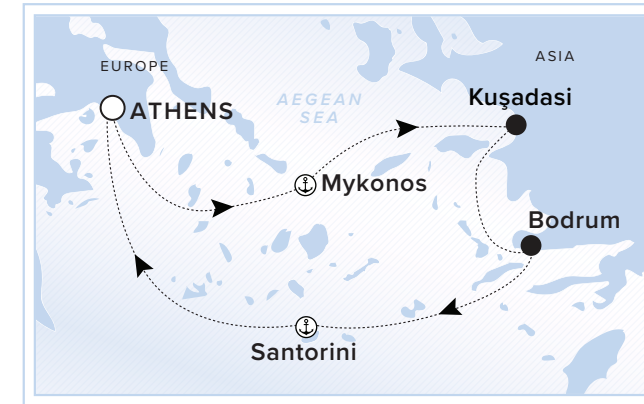 EUROPE
ASIA
ATHENS
AEGEAN
SEA
Kuşadasi
Mykonos
Bodrum
Santorini